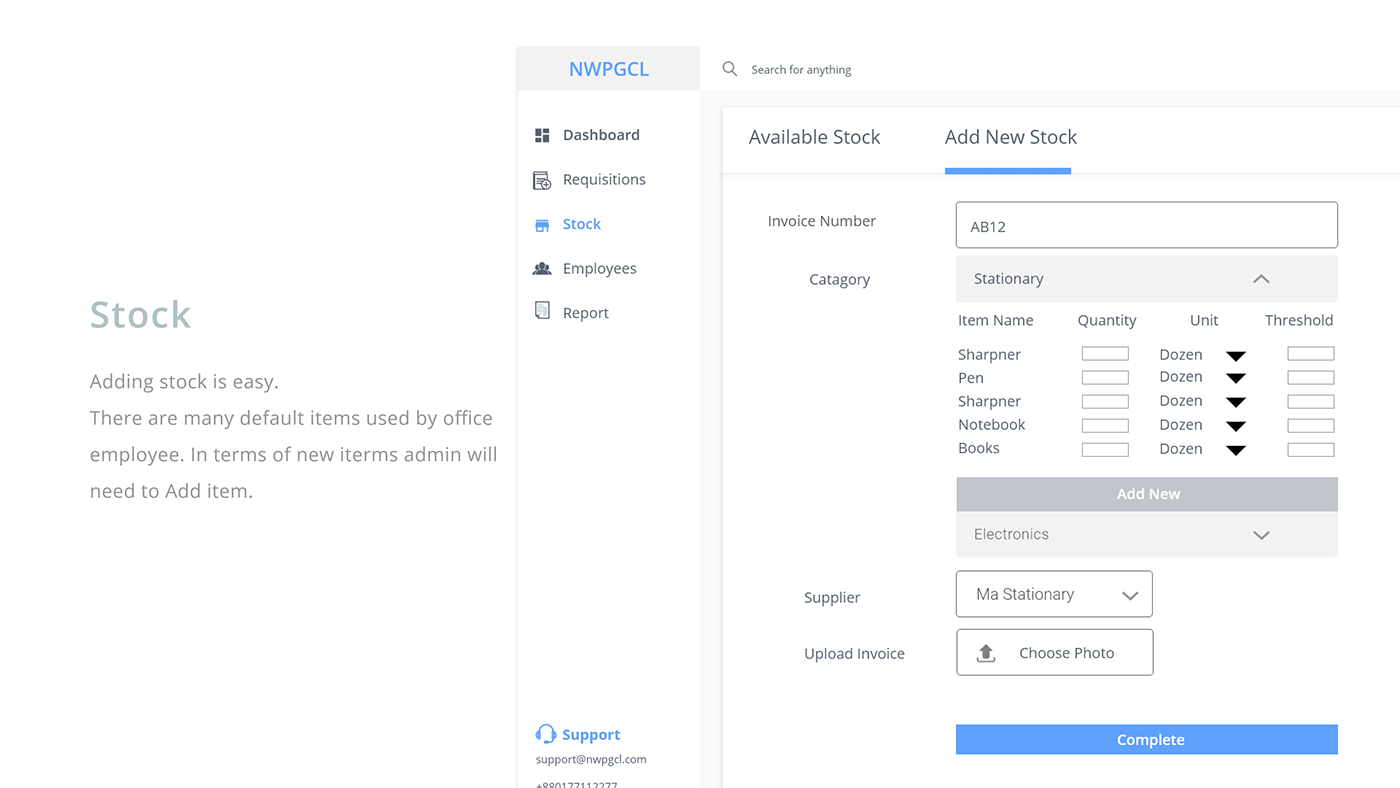 Stock
Adding stock is easy.
There are many default items used by office
employee. In terms of new iterms admin will
need to Add item.
NWPGCL
Dashboard
Requisitions
Stock
Employees
Report
Support
support@nwpgcl.com
+880177112277
Search for anything
Available Stock Add New Stock
Invoice Number AB12
Catagory Stationary
Item Name Quantity Unit Threshold
Sharpner Dozen
Pen Dozen
Sharpner Dozen
Notebook Dozen
Books Dozen
Add New
Electronics
Supplier Ma Stationary
Upload Invoice Choose Photo
Complete